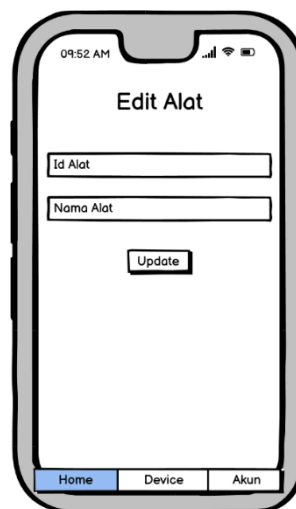 09:52 AM
Edit Alat
Id Alat
Nama Alat
Update
Home Device Akun